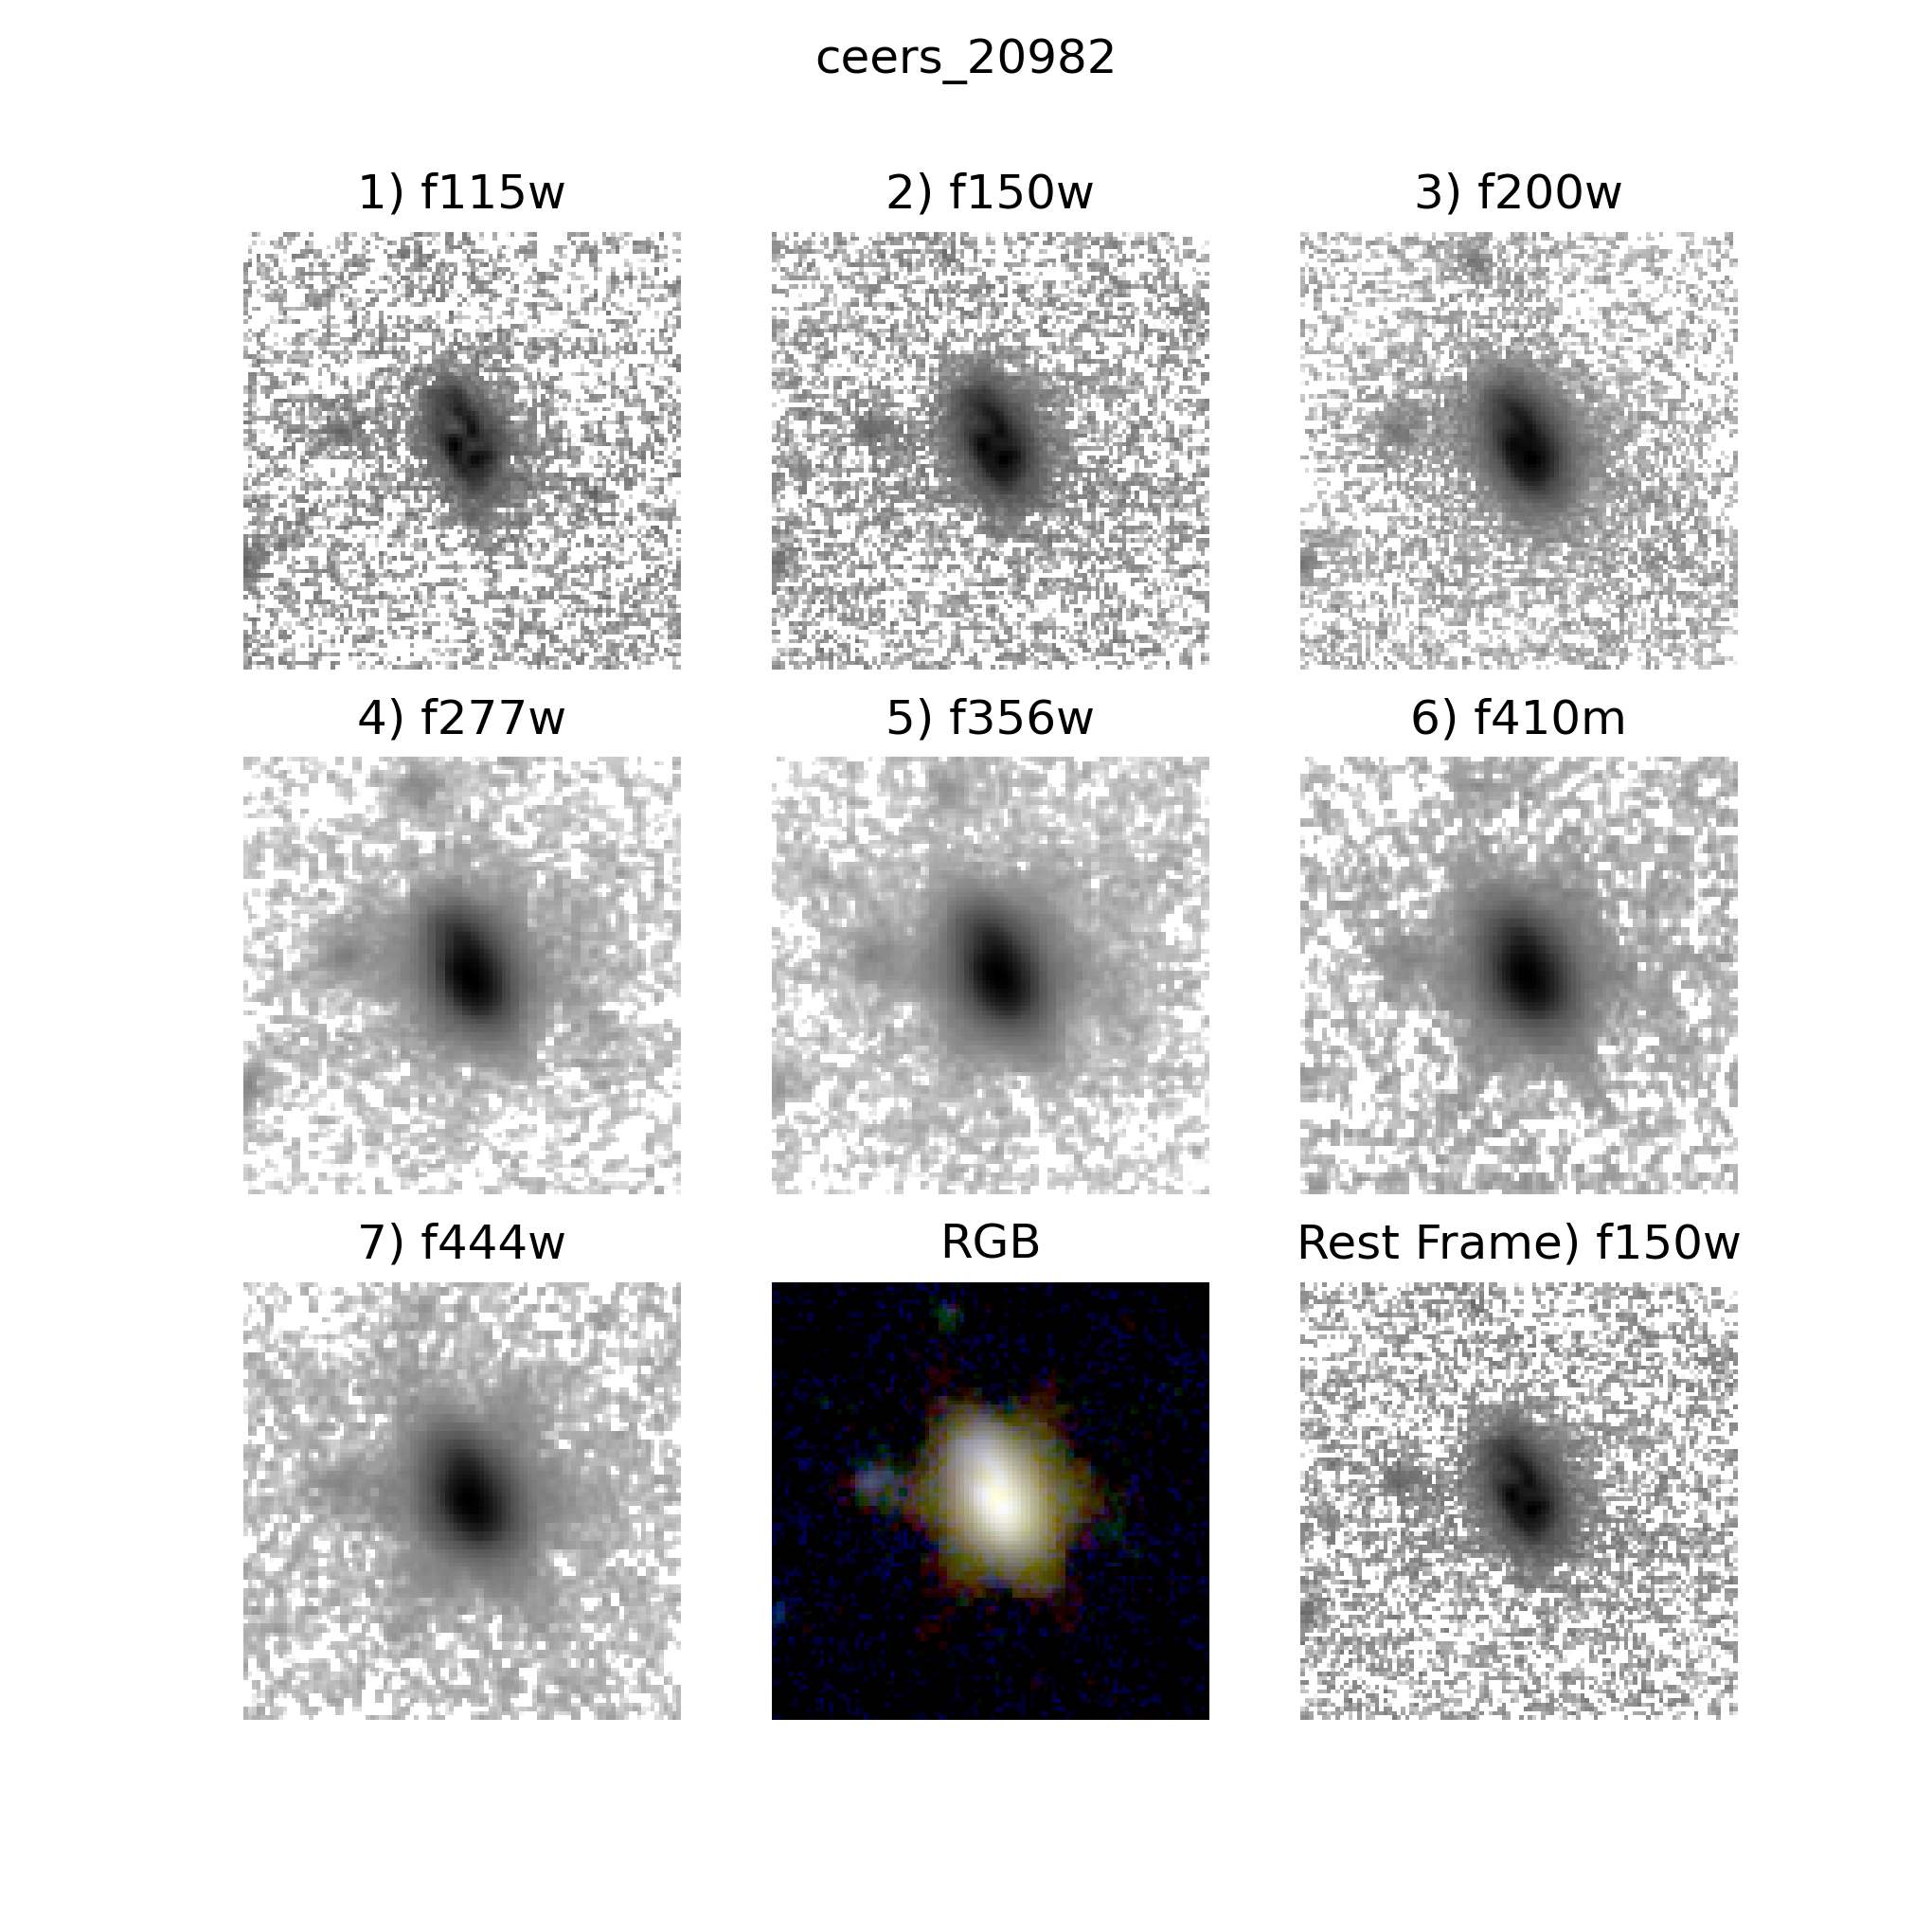 ceers_20982
1) f115w
2) f150w
3) f200w
4) f277w
5) f356w
6) f410m
7) f444w
RGB
Rest Frame) f150w